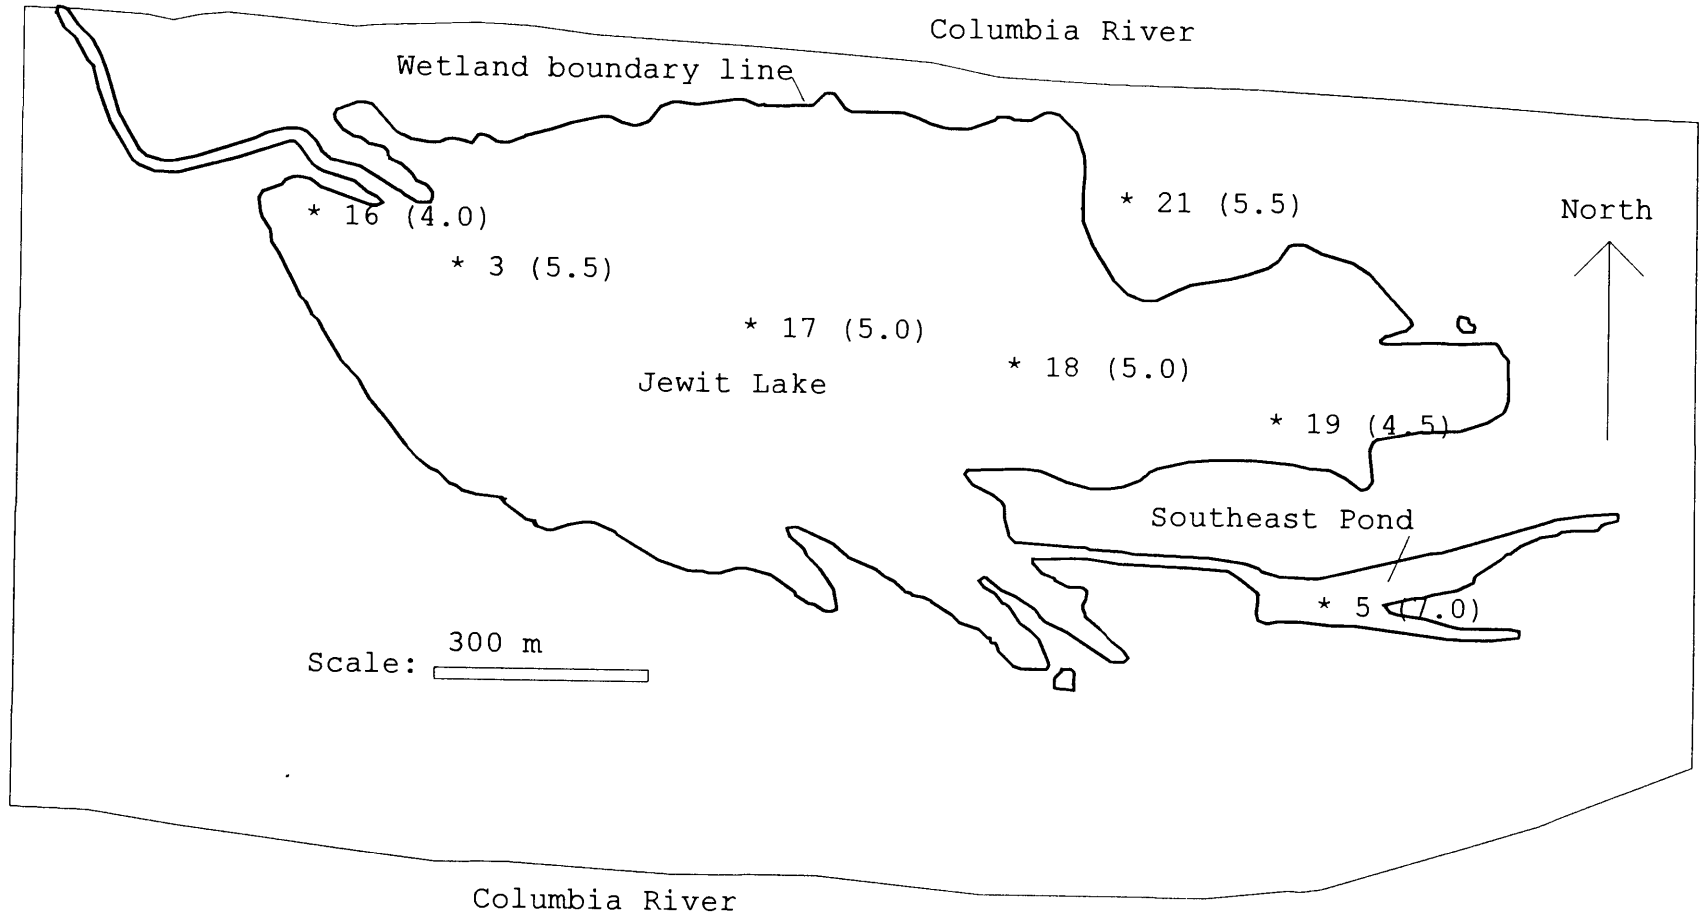 Columbia River
Wetland boundary line
* 21 (5.5)
North
* 16 (4.0)
* 3 (5.5)
* 17 (5.0)
* 18 (5.0)
Jewit Lake
* 19 (4.5)
Southeast Pond
* 5 (7.0)
300 m
Scale:
Columbia River